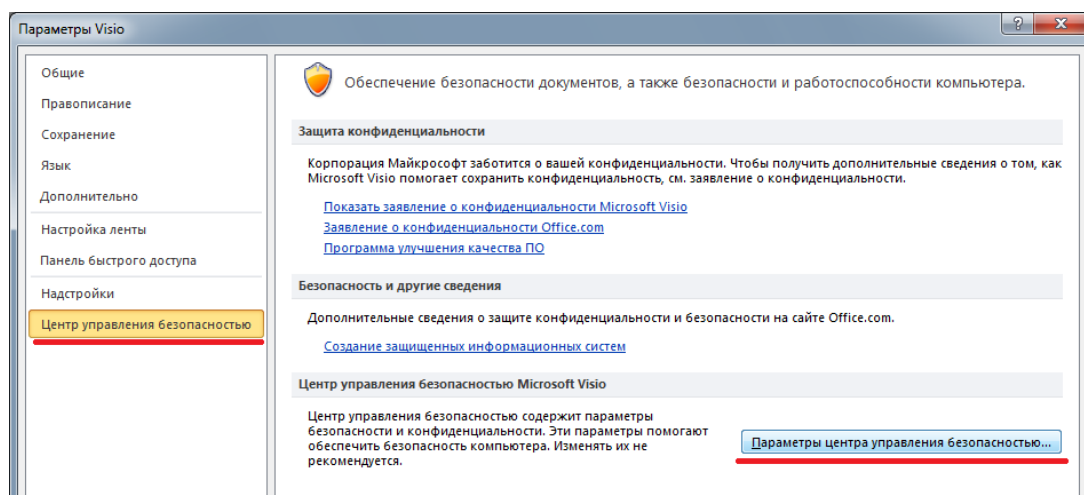 Параметры Visio
Общие
Правописание
Сохранение
Язык
Дополнительно
Настройка ленты
Панель быстрого доступа
Надстройки
Центр управления безопасностью
Обеспечение безопасности документов, а также безопасности и работоспособности компьютера.
Защита конфиденциальности
Корпорация Майкрософт заботится о вашей конфиденциальности. Чтобы получить дополнительные сведения о том, как
Microsoft Visio помогает сохранить конфиденциальность, см. заявление о конфиденциальности.
Показать заявление о конфиденциальности Microsoft Visio
Заявление о конфиденциальности Office.com
Программа улучшения качества ПО
Безопасность и другие сведения
Дополнительные сведения о защите конфиденциальности и безопасности на сайте Office.com.
Создание защищенных информационных систем
Центр управления безопасностью Microsoft Visio
Центр управления безопасностью содержит параметры
безопасности и конфиденциальности. Эти параметры помогают
обеспечить безопасность компьютера. Изменять их не
рекомендуется.
Параметры центра управления безопасностью...